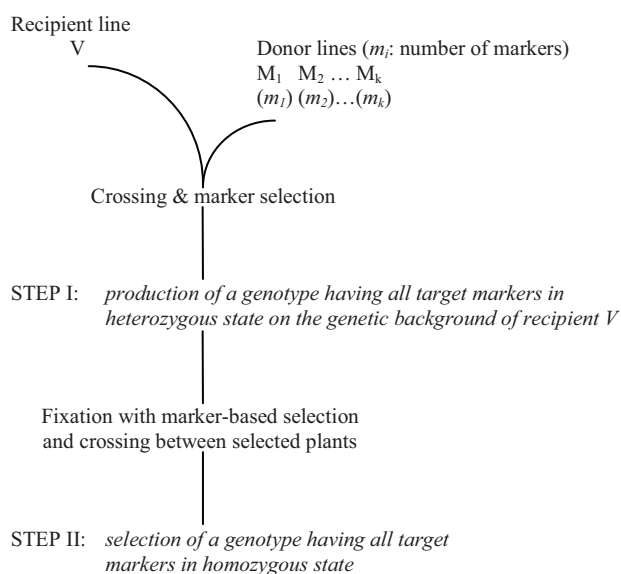 Recipient line
V
Donor lines (mi: number of markers)
M1 M2 … Mk
(m1) (m2)…(mk)
Crossing & marker selection
STEP I: production of a genotype having all target markers in
heterozygous state on the genetic background of recipient V
Fixation with marker-based selection
and crossing between selected plants
STEP II: selection of a genotype having all target
markers in homozygous state